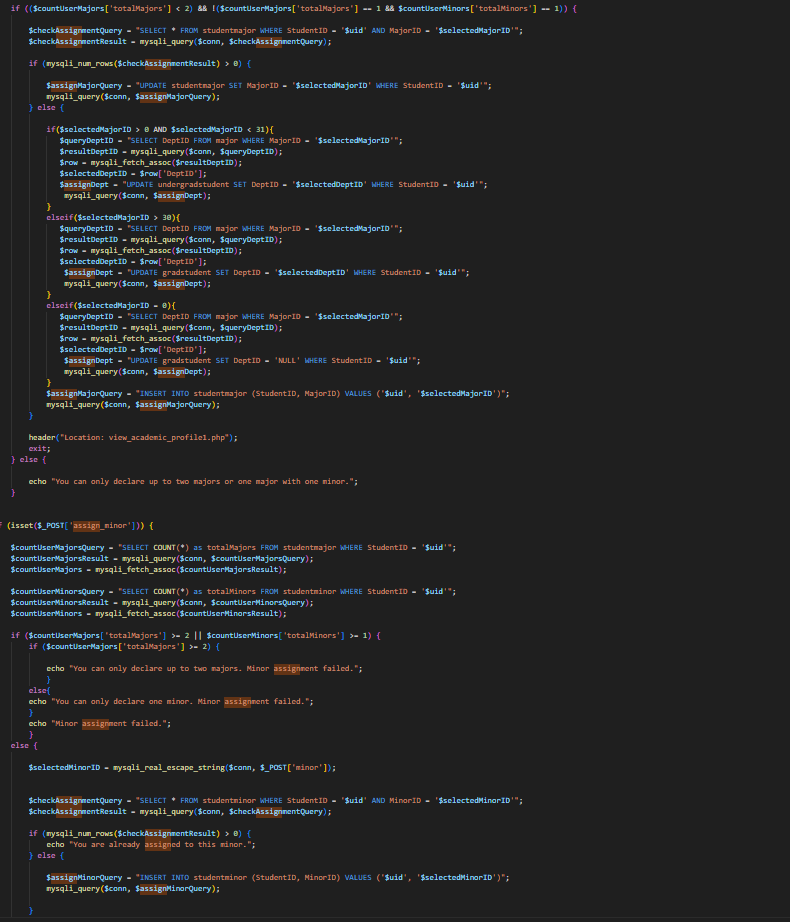 if (($countUserMajors['totalMajors'] < 2) && !($countUserMajors['totalMajors'] == 1 && $countUserMinors['totalMinors'] == 1)) {
$checkAssignmentQuery = "SELECT * FROM studentmajor WHERE StudentID = '$uid' AND MajorID = '$selectedMajorID'";
$checkAssignmentResult = mysqli_query($conn, $checkAssignmentQuery);
if (mysqli_num_rows($checkAssignmentResult) > 0) {
$assignMajorQuery = "UPDATE studentmajor SET MajorID = '$selectedMajorID' WHERE StudentID = '$uid'";
mysqli_query($conn, $assignMajorQuery);
} else {
if($selectedMajorID > 0 AND $selectedMajorID < 31){
$queryDeptID = "SELECT DeptID FROM major WHERE MajorID = '$selectedMajorID'";
$resultDeptID = mysqli_query($conn, $queryDeptID);
$row = mysqli_fetch_assoc($resultDeptID);
$selectedDeptID = $row['DeptID'];
$assignDept = "UPDATE undergradstudent SET DeptID = '$selectedDeptID' WHERE StudentID = '$uid'";
mysqli_query($conn, $assignDept);
}
elseif($selectedMajorID > 30){
$queryDeptID = "SELECT DeptID FROM major WHERE MajorID = '$selectedMajorID'";
$resultDeptID = mysqli_query($conn, $queryDeptID);
$row = mysqli_fetch_assoc($resultDeptID);
$selectedDeptID = $row['DeptID'];
$assignDept = "UPDATE gradstudent SET DeptID = '$selectedDeptID' WHERE StudentID = '$uid'";
mysqli_query($conn, $assignDept);
}
elseif($selectedMajorID = 0){
$queryDeptID = "SELECT DeptID FROM major WHERE MajorID = '$selectedMajorID'";
$resultDeptID = mysqli_query($conn, $queryDeptID);
$row = mysqli_fetch_assoc($resultDeptID);
$selectedDeptID = $row['DeptID'];
$assignDept = "UPDATE gradstudent SET DeptID = 'NULL' WHERE StudentID = '$uid'";
mysqli_query($conn, $assignDept);
}
$assignMajorQuery = "INSERT INTO studentmajor (StudentID, MajorID) VALUES ('$uid', '$selectedMajorID')";
mysqli_query($conn, $assignMajorQuery);
}
header("Location: view_academic_profile1.php");
exit;
} else {
echo "You can only declare up to two majors or one major with one minor.";
}
(isset($_POST['assign_minor'])) {
$countUserMajorsQuery = "SELECT COUNT(*) as totalMajors FROM studentmajor WHERE StudentID = '$uid'";
$countUserMajorsResult = mysqli_query($conn, $countUserMajorsQuery);
$countUserMajors = mysqli_fetch_assoc($countUserMajorsResult);
$countUserMinorsQuery = "SELECT COUNT(*) as totalMinors FROM studentminor WHERE StudentID = '$uid'";
$countUserMinorsResult = mysqli_query($conn, $countUserMinorsQuery);
$countUserMinors = mysqli_fetch_assoc($countUserMinorsResult);
if ($countUserMajors['totalMajors'] >= 2 || $countUserMinors['totalMinors'] >= 1) {
if ($countUserMajors['totalMajors'] >= 2) {
echo "You can only declare up to two majors. Minor assignment failed.";
}
else{
echo "You can only declare one minor. Minor assignment failed.";
}
echo "Minor assignment failed.";
}
else {
$selectedMinorID = mysqli_real_escape_string($conn, $_POST['minor']);
$checkAssignmentQuery = "SELECT * FROM studentminor WHERE StudentID = '$uid' AND MinorID = '$selectedMinorID'";
$checkAssignmentResult = mysqli_query($conn, $checkAssignmentQuery);
if (mysqli_num_rows($checkAssignmentResult) > 0) {
echo "You are already assigned to this minor.";
} else {
$assignMinorQuery = "INSERT INTO studentminor (StudentID, MinorID) VALUES ('$uid', '$selectedMinorID')";
mysqli_query($conn, $assignMinorQuery);
}